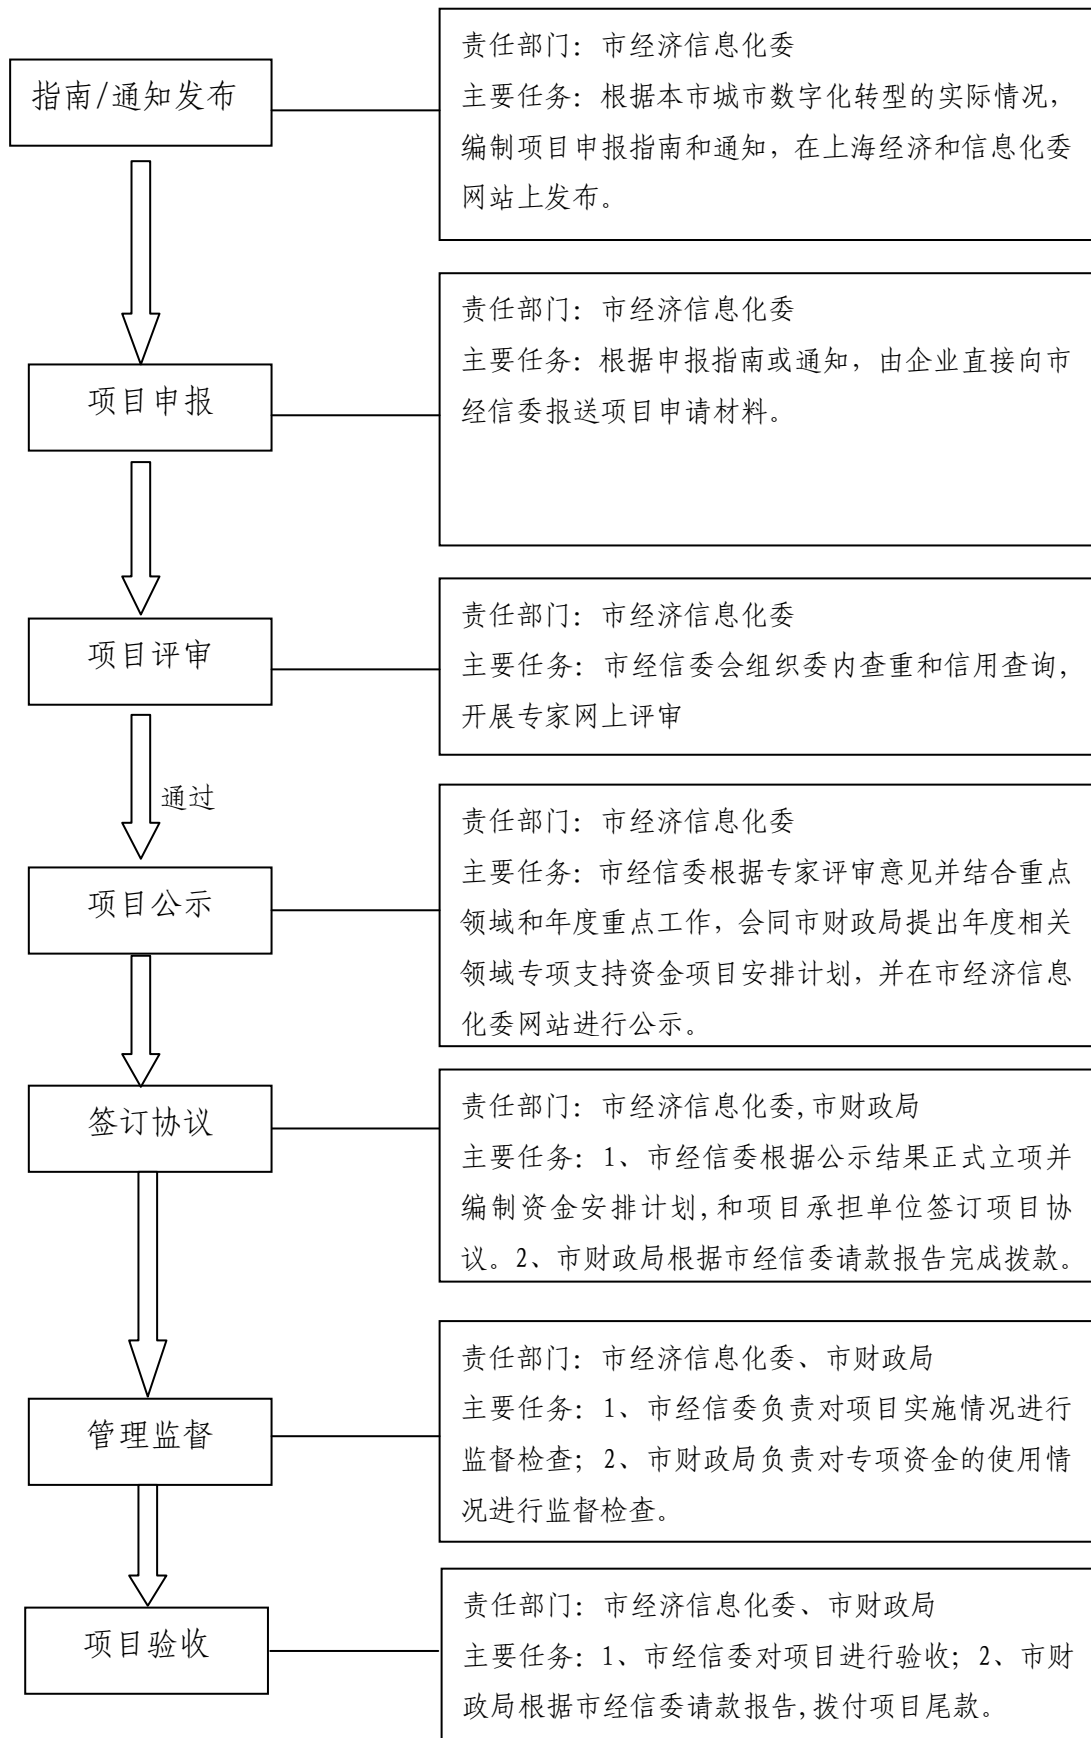 指南/通知发布
责任部门：市经济信息化委
主要任务：根据本市城市数字化转型的实际情况，
编制项目申报指南和通知，在上海经济和信息化委
网站上发布。
项目申报
责任部门：市经济信息化委
主要任务：根据申报指南或通知，由企业直接向市
经信委报送项目申请材料。
项目评审
责任部门：市经济信息化委
主要任务：市经信委会组织委内查重和信用查询，
开展专家网上评审
通过
项目公示
责任部门：市经济信息化委
主要任务：市经信委根据专家评审意见并结合重点
领域和年度重点工作，会同市财政局提出年度相关
领域专项支持资金项目安排计划，并在市经济信息
化委网站进行公示。
签订协议
责任部门：市经济信息化委,市财政局
主要任务：1、市经信委根据公示结果正式立项并
编制资金安排计划,和项目承担单位签订项目协
议。2、市财政局根据市经信委请款报告完成拨款。
管理监督
责任部门：市经济信息化委、市财政局
主要任务：1、市经信委负责对项目实施情况进行
监督检查；2、市财政局负责对专项资金的使用情
况进行监督检查。
项目验收
责任部门：市经济信息化委、市财政局
主要任务：1、市经信委对项目进行验收；2、市财
政局根据市经信委请款报告,拨付项目尾款。